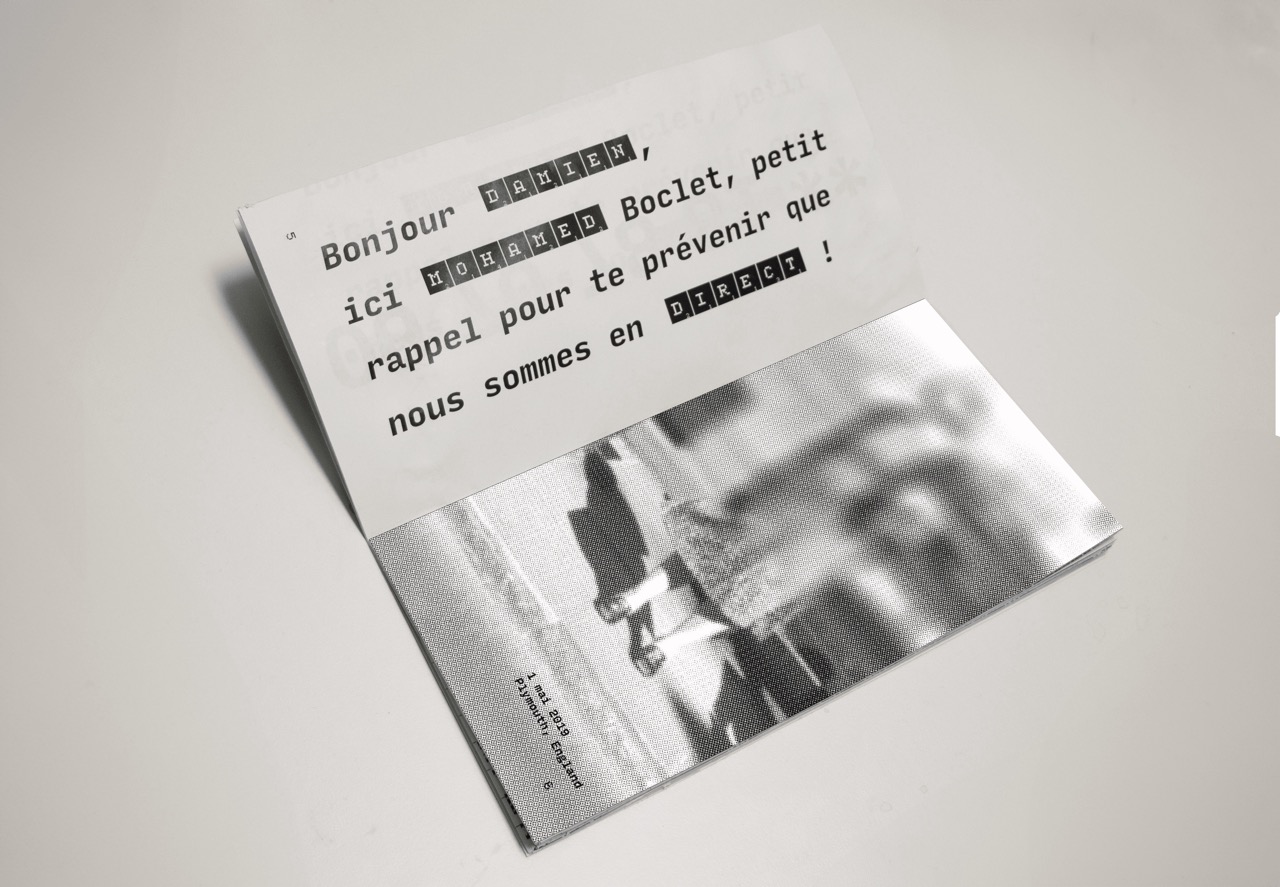 5
Bonjour DAMIEN,
ici MOHAMED Boclet, petit
rappel pour te prévenir que
nous sommes en DIRECT !
1 mai 2019
Plymouth, England
6